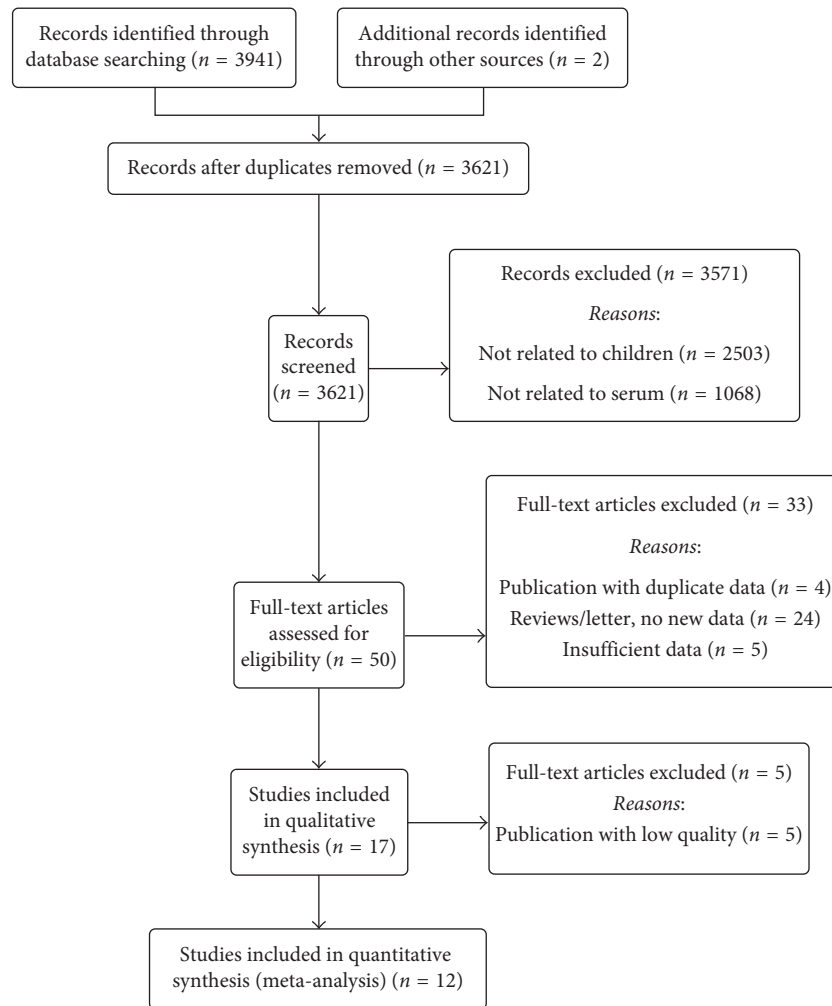 Records identified through
database searching (n = 3941)
Additional records identified
through other sources (n = 2)
Records after duplicates removed (n = 3621)
Records
screened
(n = 3621)
Records excluded (n = 3571)
Reasons:
Not related to children (n = 2503)
Not related to serum (n = 1068)
Full-text articles
assessed for
eligibility (n = 50)
Full-text articles excluded (n = 33)
Reasons:
Publication with duplicate data (n = 4)
Reviews/letter, no new data (n = 24)
Insufficient data (n = 5)
Studies included
in qualitative
synthesis (n = 17)
Full-text articles excluded (n = 5)
Reasons:
Publication with low quality (n = 5)
Studies included in quantitative
synthesis (meta-analysis) (n = 12)